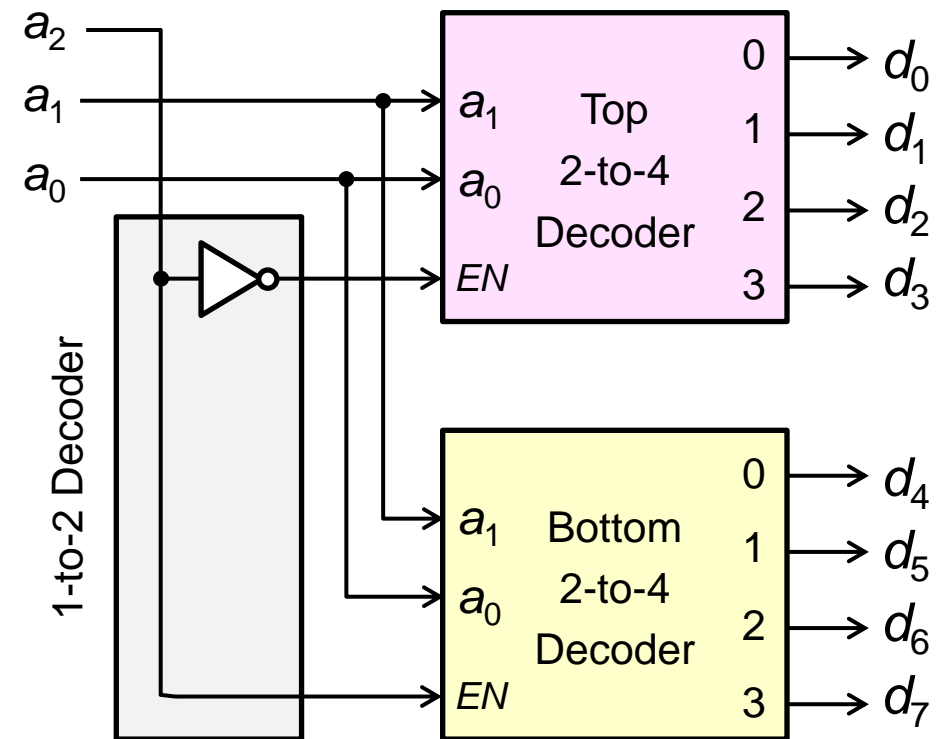 a2
a1
a0
1-to-2 Decoder
a1
a0
EN
Top
2-to-4
Decoder
0
1
2
3
d0
d1
d2
d3
a1
a0
EN
Bottom
2-to-4
Decoder
0
1
2
3
d4
d5
d6
d7